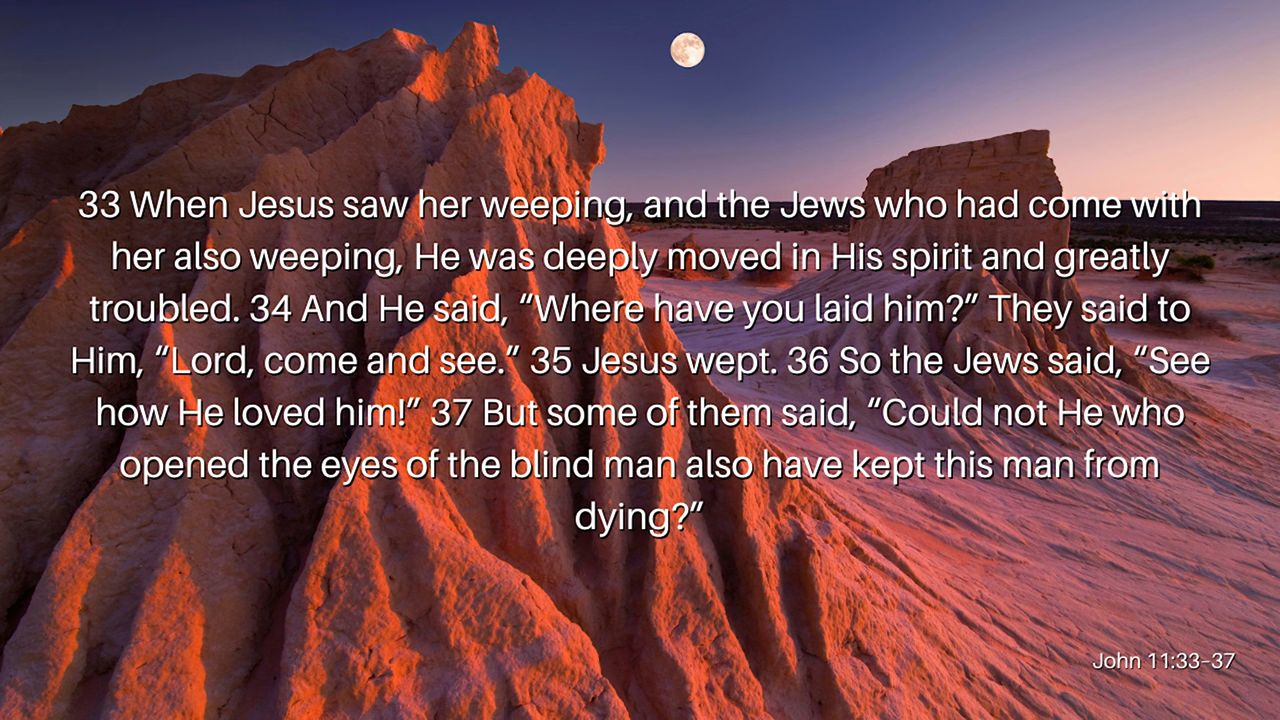 33 When Jesus saw her weeping, and the Jews who had come with
her also weeping, He was deeply moved in His spirit and greatly
troubled. 34 And He said, “Where have you laid him?” They said to
Him, “Lord, come and see.” 35 Jesus wept. 36 So the Jews said, “See
how He loved him!” 37 But some of them said, “Could not He who
opened the eyes of the blind man also have kept this man from
dying?”
John 11:33–37